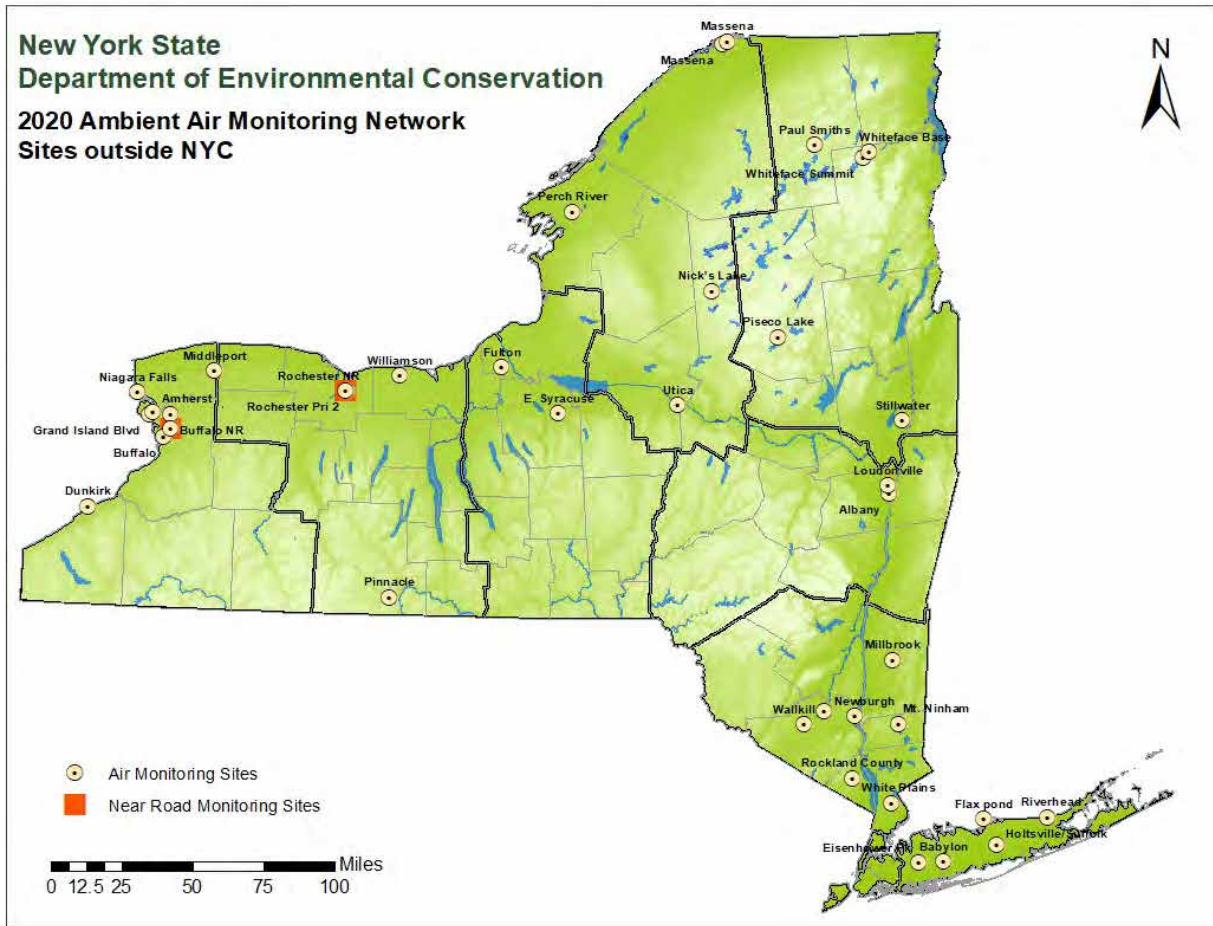 New York State
Department of Environmental Conservation
2020 Ambient Air Monitoring Network
Sites outside NYC
N
Massena
Massena
Paul Smiths
Whiteface Base
Whiteface Summit
Perch River
Nick's Lake
Piseco Lake
Middleport
Williamson
Fulton
Niagara Falls
Rochester NR
Amherst
Rochester Pri 2
E. Syracuse
Utica
Stillwater
Grand Island Blvd
Buffalo NR
Buffalo
Loudonville
Dunkirk
Albany
Pinnacle
Millbrook
Wallkill
Newburgh
Mt. Ninham
Rockland County
White Plains
Flax pond
Riverhead
Holtsville/Suffolk
Eisenhower Pk
Babylon
Air Monitoring Sites
Near Road Monitoring Sites
Miles
0 12.5 25 50 75 100